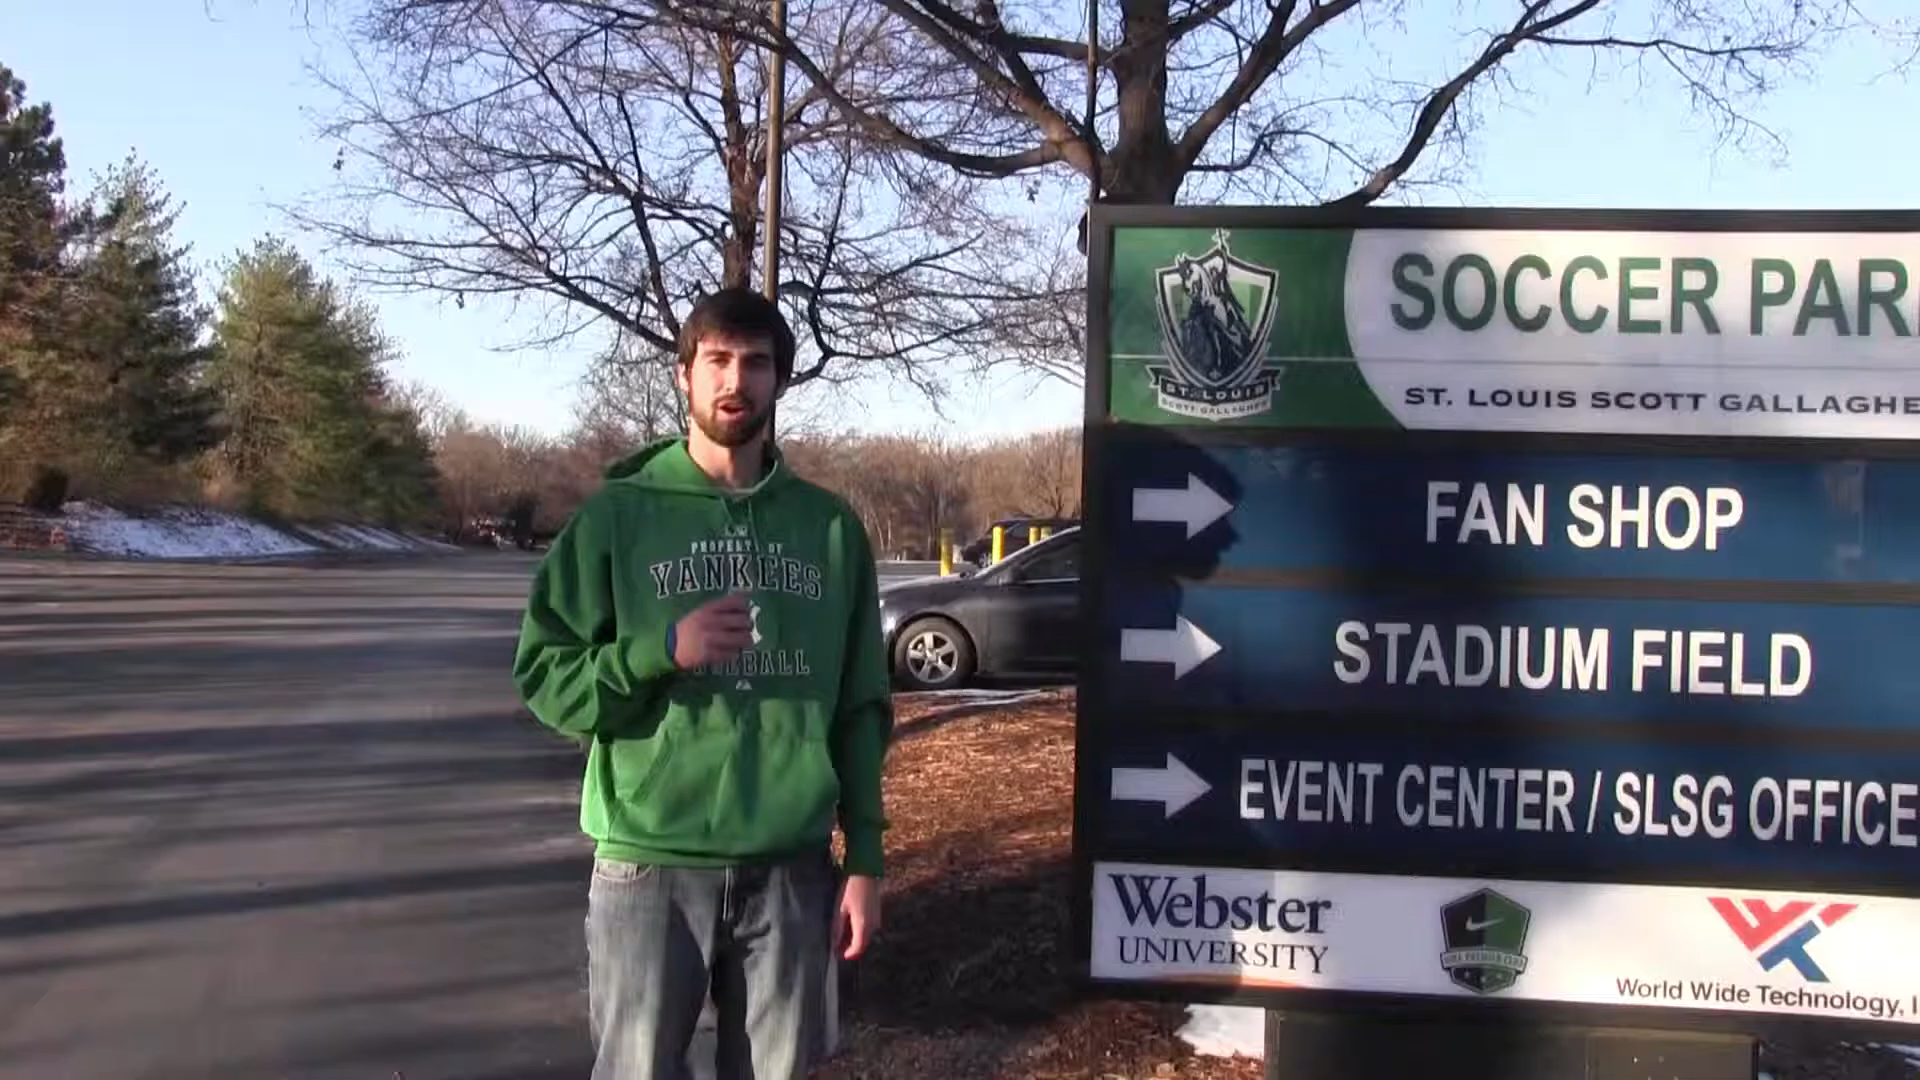 PROPERTY OF
YANKEES
SOCCER PAR
ST. LOUIS SCOTT GALLAGHE
ST. LOUIS
SCOTT GALLAGHER
FAN SHOP
STADIUM FIELD
EVENT CENTER / SLSG OFFICE
Webster
UNIVERSITY
World Wide Technology, I